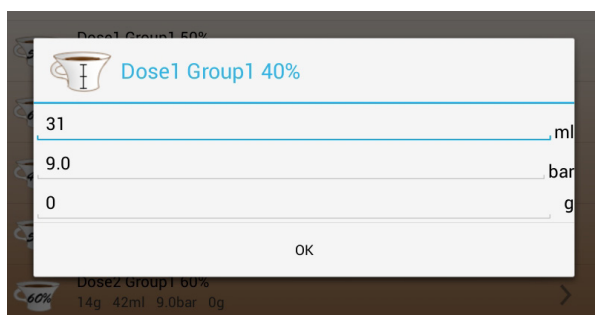 Dose1 Group1 50%
Dose1 Group1 40%
31 ml
9.0 bar
0 g
OK
Dose2 Group1 60%
60% 14g 42ml 9.0bar 0g